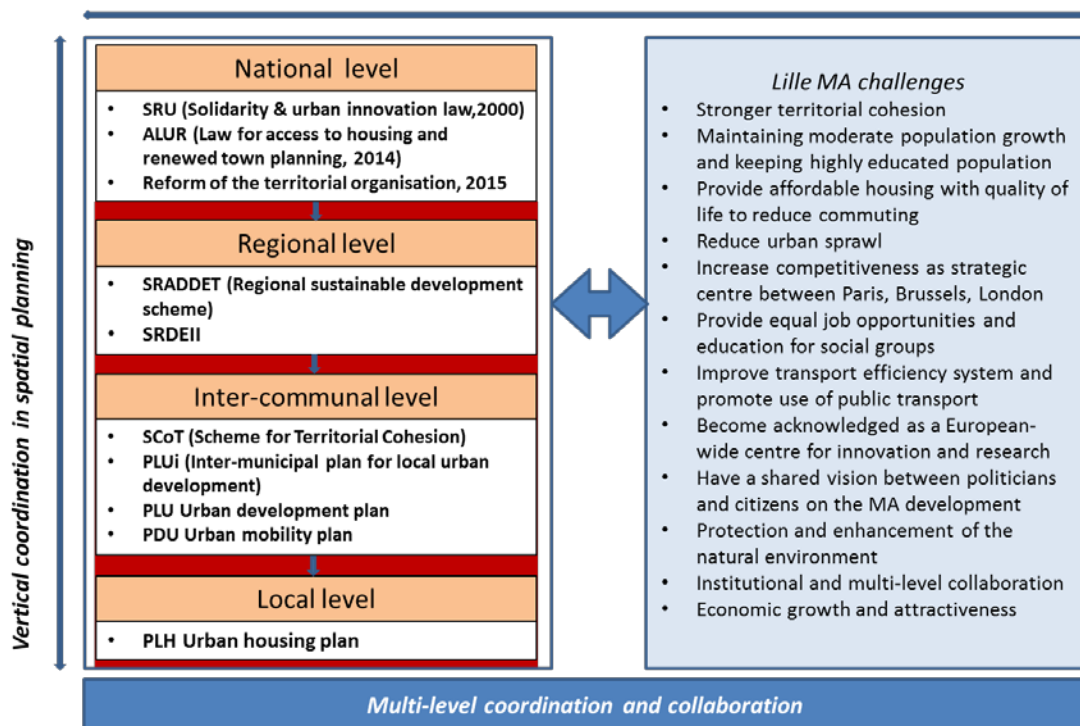 Vertical coordination in spatial planning
National level
• SRU (Solidarity & urban innovation law,2000)
• ALUR (Law for access to housing and
renewed town planning, 2014)
• Reform of the territorial organisation, 2015
Regional level
• SRADDET (Regional sustainable development
scheme)
• SRDEII
Inter-communal level
• SCoT (Scheme for Territorial Cohesion)
• PLUi (Inter-municipal plan for local urban
development)
• PLU Urban development plan
• PDU Urban mobility plan
Local level
• PLH Urban housing plan
Lille MA challenges
• Stronger territorial cohesion
• Maintaining moderate population growth
and keeping highly educated population
• Provide affordable housing with quality of
life to reduce commuting
• Reduce urban sprawl
• Increase competitiveness as strategic
centre between Paris, Brussels, London
• Provide equal job opportunities and
education for social groups
• Improve transport efficiency system and
promote use of public transport
• Become acknowledged as a European-
wide centre for innovation and research
• Have a shared vision between politicians
and citizens on the MA development
• Protection and enhancement of the
natural environment
• Institutional and multi-level collaboration
• Economic growth and attractiveness
Multi-level coordination and collaboration